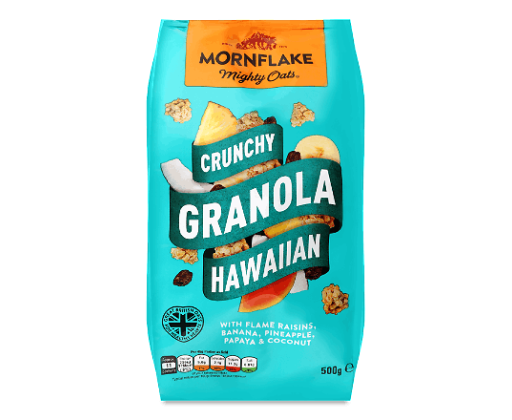 MORNFLAKE
Mighty Oats
CRUNCHY
GRANOLA
HAWAIIAN
WITH FLAME RAISINS,
BANANA, PINEAPPLE,
PAPAYA & COCONUT
500g e